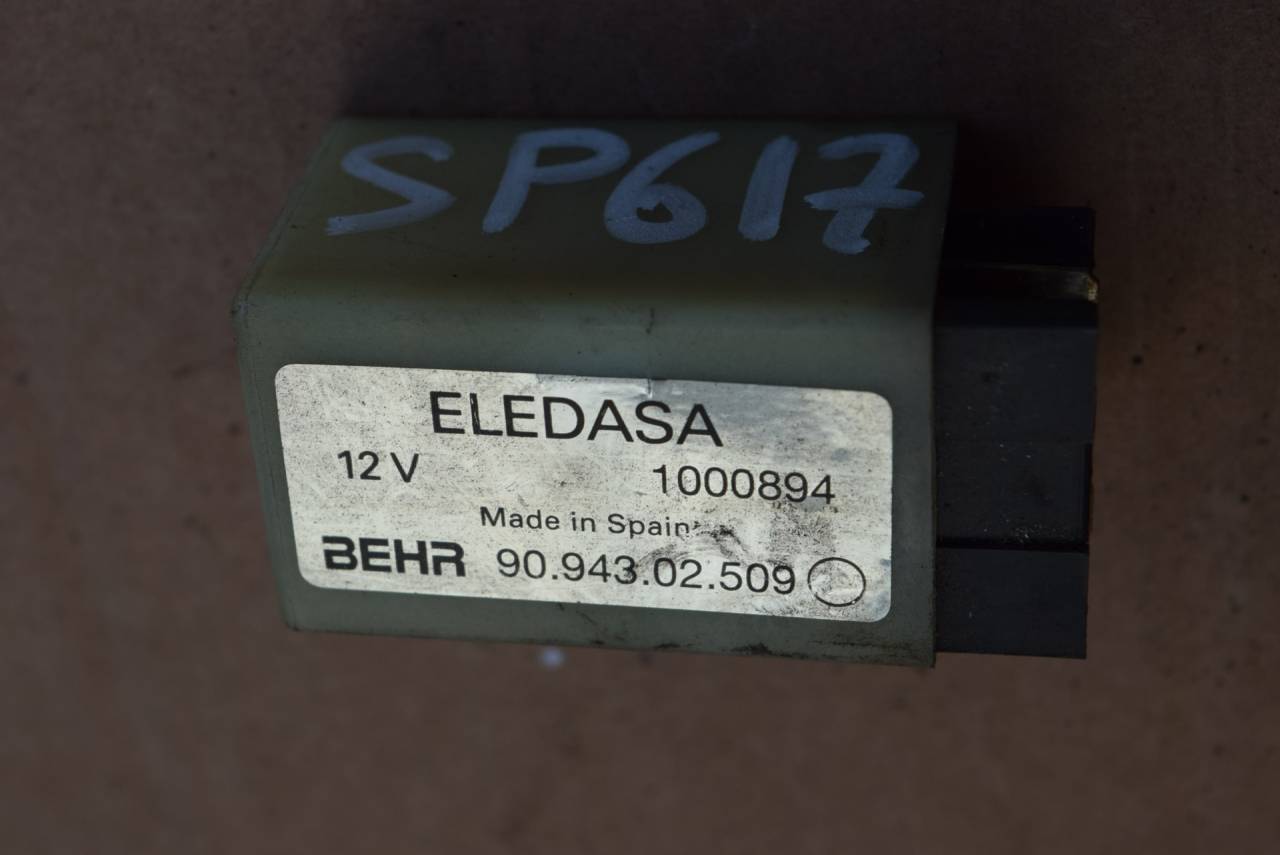 SP617
ELEDASA
12 V 1000894
Made in Spain
BEHR 90.943.02.509